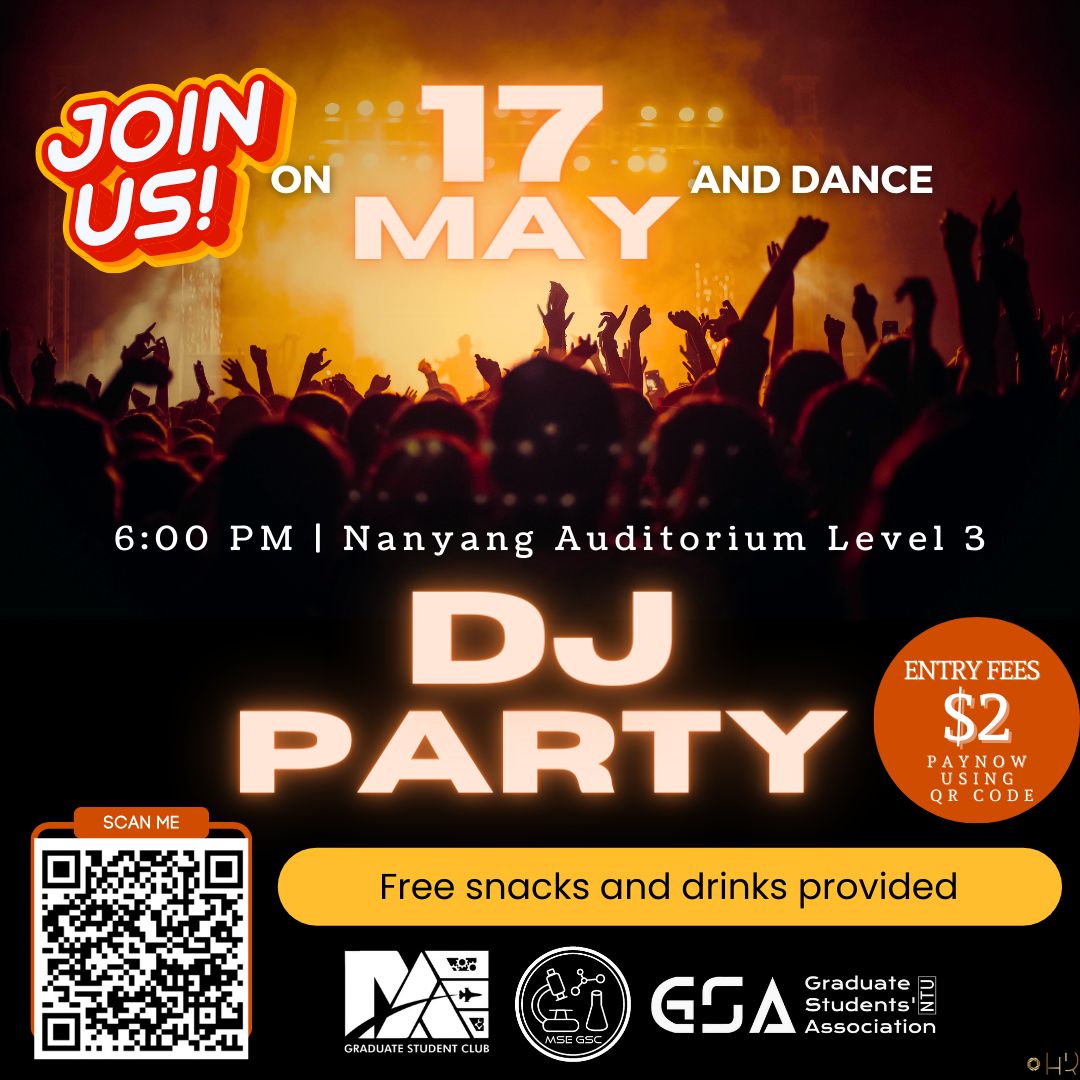 JOIN
US!
ON
17
MAY
AND DANCE
6:00 PM | Nanyang Auditorium Level 3
DJ
PARTY
ENTRY FEES
$2
PAYNOW
USING
QR CODE
SCAN ME
Free snacks and drinks provided
MAE
GRADUATE STUDENT CLUB
MSE GSC
GSA
Graduate
Students'
Association
NTU